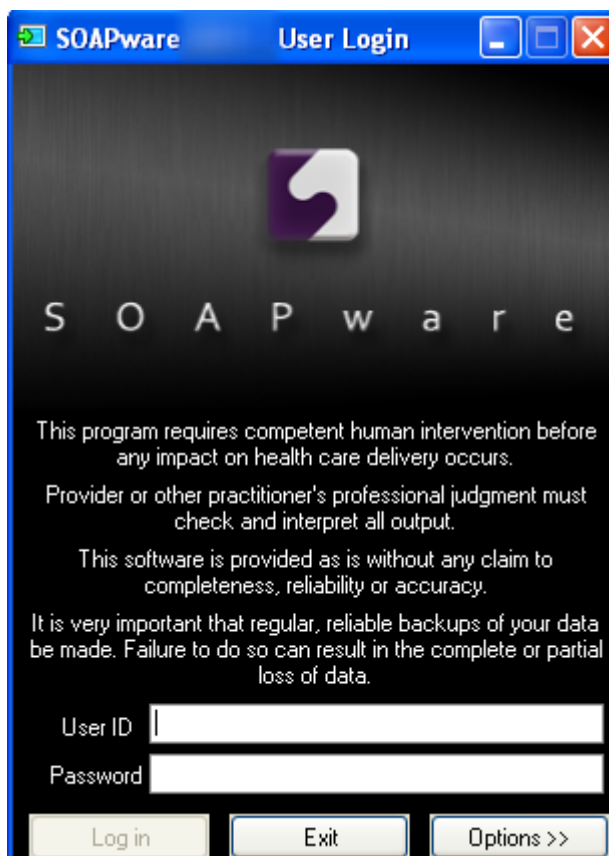 SOAPware User Login
SOAPware
This program requires competent human intervention before
any impact on health care delivery occurs.
Provider or other practitioner's professional judgment must
check and interpret all output.
This software is provided as is without any claim to
completeness, reliability or accuracy.
It is very important that regular, reliable backups of your data
be made. Failure to do so can result in the complete or partial
loss of data.
User ID
Password
Log in Exit Options >>